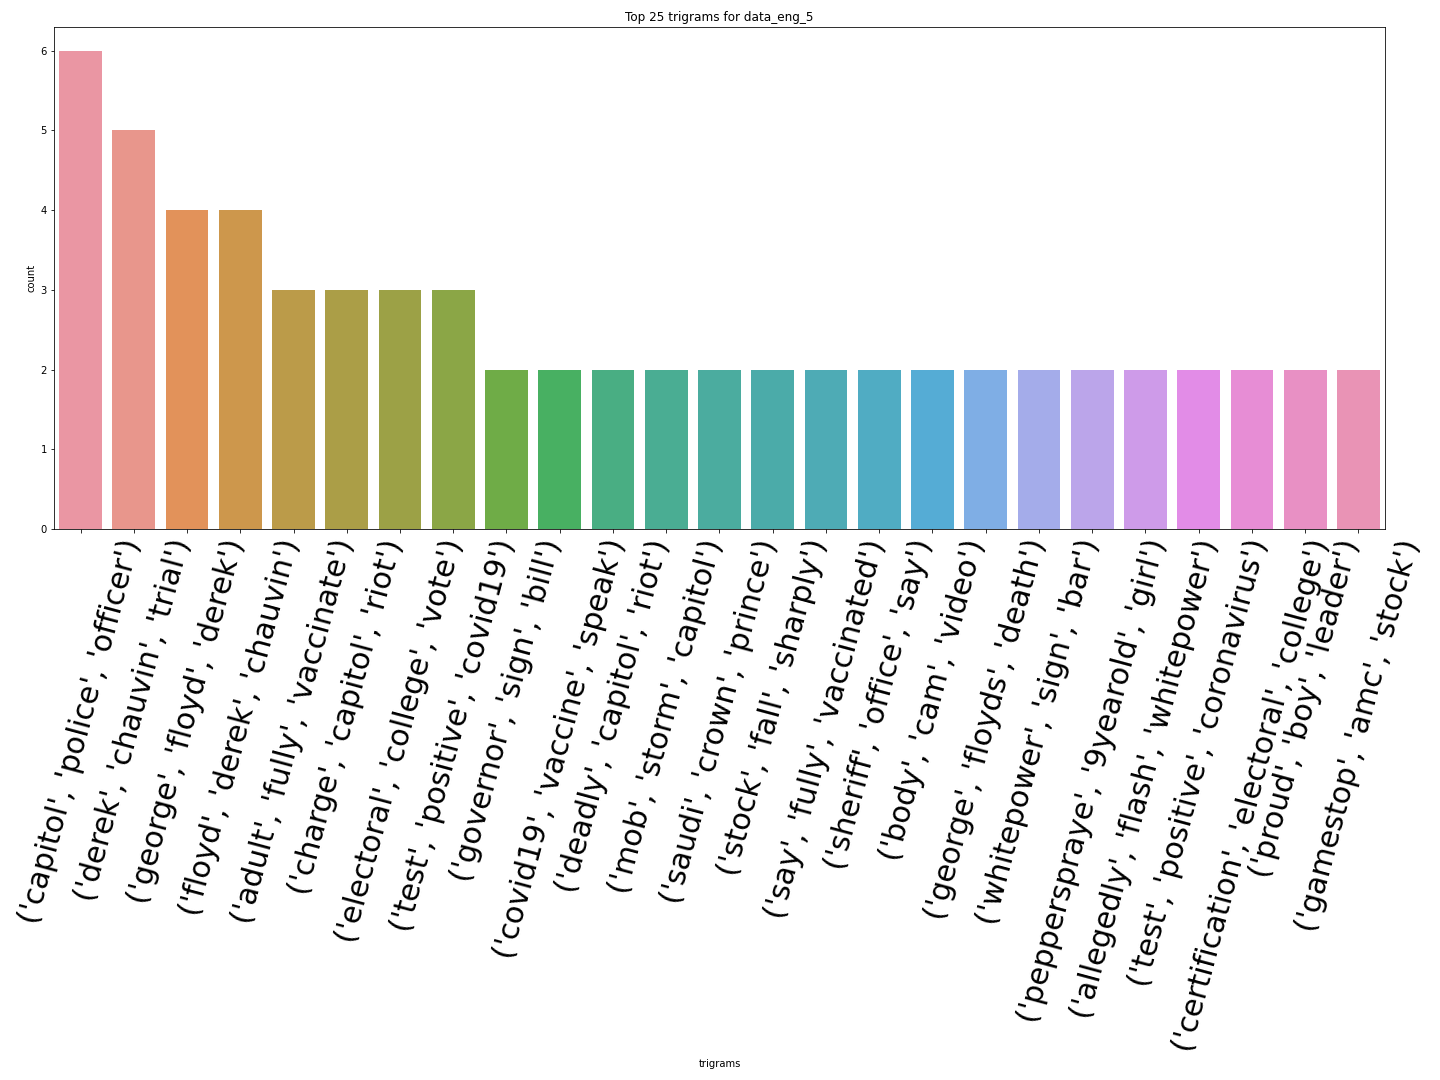 Top 25 trigrams for data_eng_5
6
5
4
3
2
1
0
count
('capitol', 'police', 'officer')
('derek', 'chauvin', 'trial')
('george', 'floyd', 'derek')
('floyd', 'derek', 'chauvin')
('adult', 'fully', 'vaccinate')
('charge', 'capitol', 'riot')
('electoral', 'college', 'vote')
('test', 'positive', 'covid19')
('governor', 'sign', 'bill')
('covid19', 'vaccine', 'speak')
('deadly', 'capitol', 'riot')
('mob', 'storm', 'capitol')
('saudi', 'crown', 'prince')
('stock', 'fall', 'sharply')
('say', 'fully', 'vaccinated')
('sheriff', 'office', 'say')
('body', 'cam', 'video')
('george', 'floyds', 'death')
('whitepower', 'sign', 'bar')
('pepperspraye', '9yearold', 'girl')
('allegedly', 'flash', 'whitepower')
('test', 'positive', 'coronavirus')
('certification', 'electoral', 'college')
('proud', 'boy', 'leader')
('gamestop', 'amc', 'stock')
trigrams